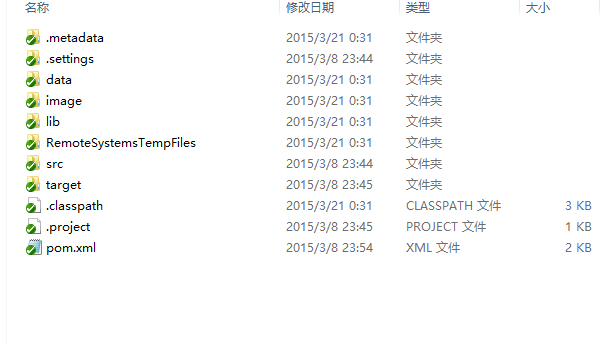 名称 修改日期 类型 大小
.metadata 2015/3/21 0:31 文件夹
.settings 2015/3/8 23:44 文件夹
data 2015/3/21 0:31 文件夹
image 2015/3/21 0:31 文件夹
lib 2015/3/21 0:31 文件夹
RemoteSystemsTempFiles 2015/3/21 0:31 文件夹
src 2015/3/8 23:44 文件夹
target 2015/3/8 23:45 文件夹
.classpath 2015/3/21 0:31 CLASSPATH 文件 3 KB
.project 2015/3/8 23:45 PROJECT 文件 1 KB
pom.xml 2015/3/8 23:54 XML 文件 2 KB